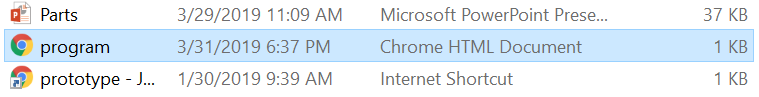 Parts 3/29/2019 11:09 AM Microsoft PowerPoint Prese... 37 KB
program 3/31/2019 6:37 PM Chrome HTML Document 1 KB
prototype - J... 1/30/2019 9:39 AM Internet Shortcut 1 KB